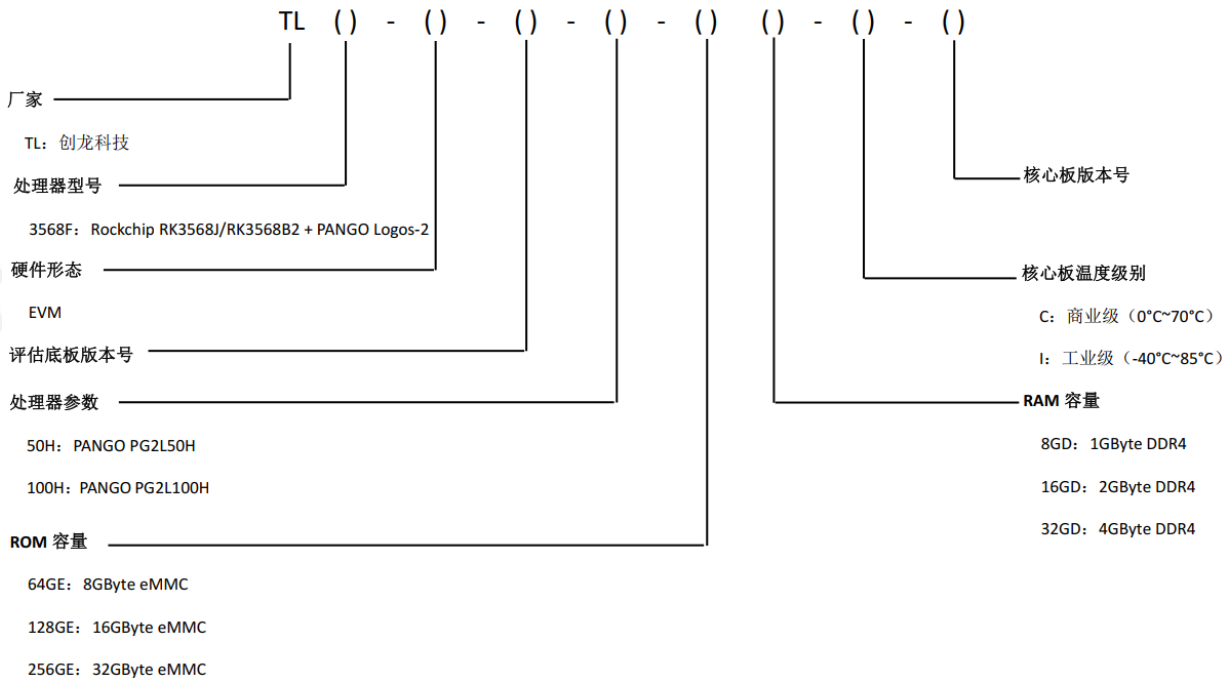 TL () - () - () - () - () () - () - ()
厂家
TL：创龙科技
处理器型号
3568F：Rockchip RK3568J/RK3568B2 + PANGO Logos-2
硬件形态
EVM
评估底板版本号
处理器参数
50H：PANGO PG2L50H
100H：PANGO PG2L100H
ROM 容量
64GE：8GByte eMMC
128GE：16GByte eMMC
256GE：32GByte eMMC
核心板版本号
核心板温度级别
C：商业级（0°C~70°C）
I：工业级（-40°C~85°C）
RAM 容量
8GD：1GByte DDR4
16GD：2GByte DDR4
32GD：4GByte DDR4